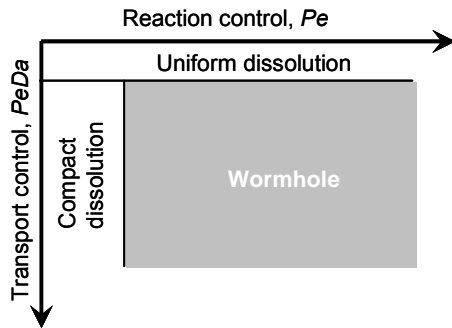 Reaction control, Pe
Uniform dissolution
Transport control, PeDa
Compact
dissolution
Wormhole